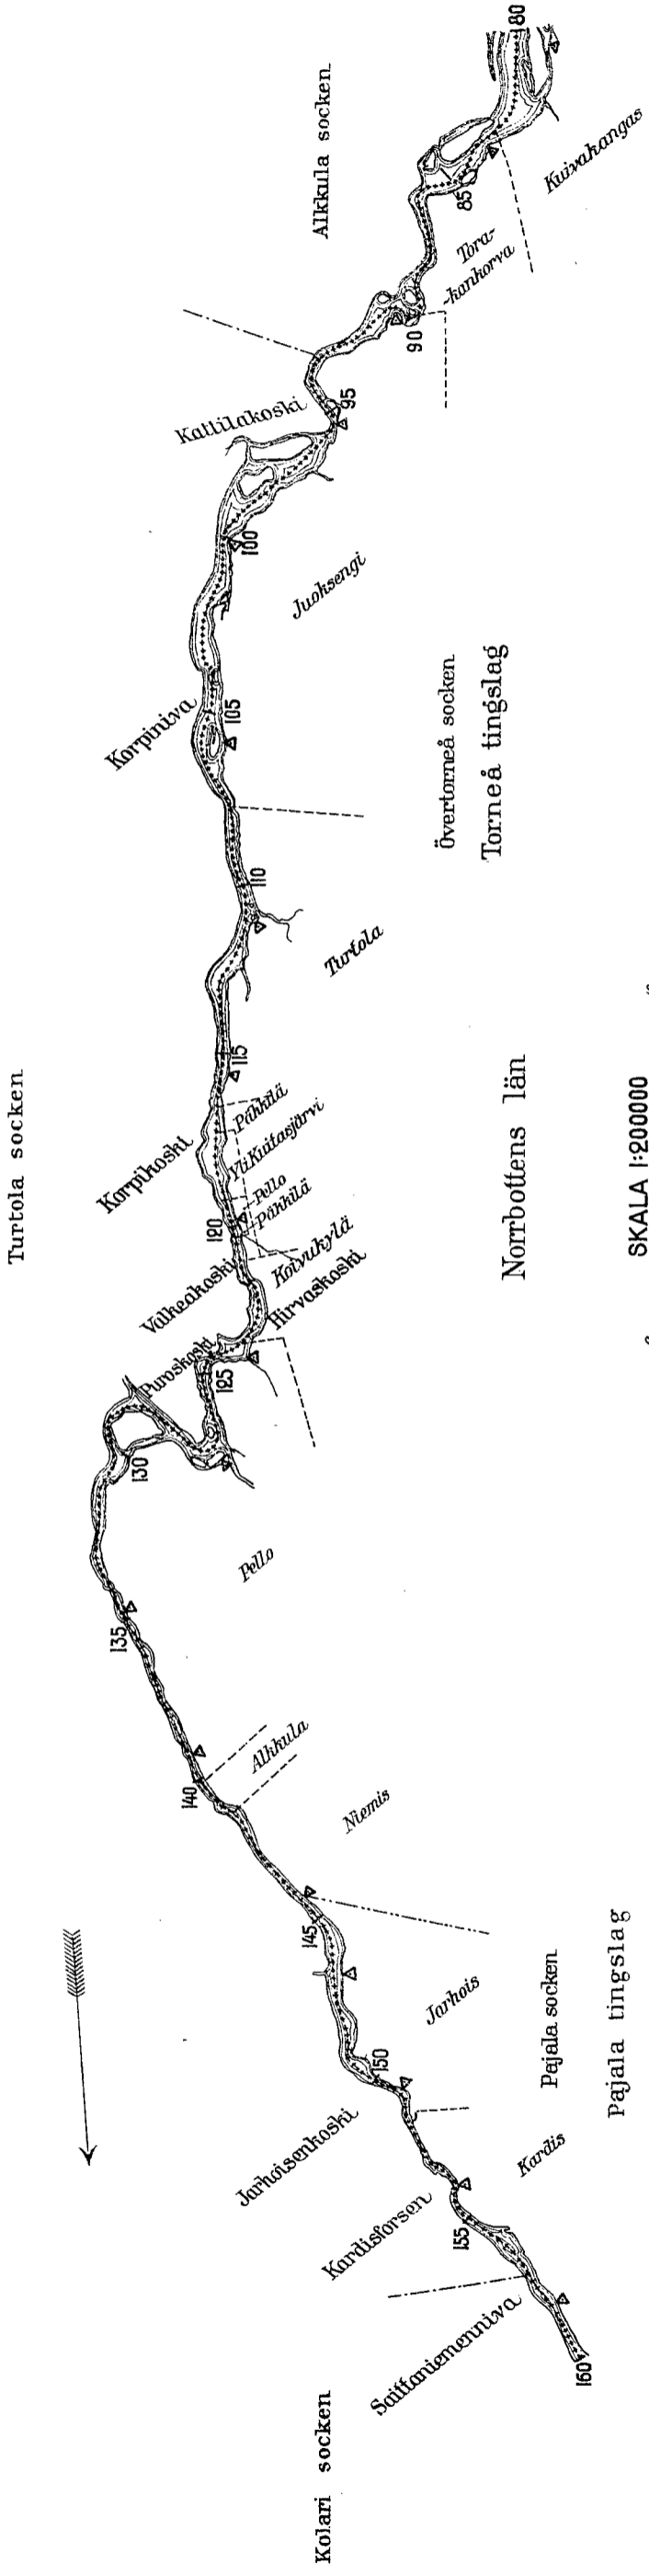 Alkkula socken
80
85
Kuivakangas
Tora-
-kankorva
90
95
Kattilakoski
100
Juoksengi
Korpiniva
105
Övertorneå socken
Torneå tingslag
110
Turtola
115
Turtola socken
Korpikoski
Päkkilä
Yli Kuitasjärvi
Pello
Päkkilä
120
Koivukylä
Valkeakoski
Hirvaskoski
Norrbottens län
SKALA 1:200000
Puroskoski
125
130
Pello
135
Alkkula
140
Niemis
145
Jarhois
150
Pajala socken
Pajala tingslag
Jarhoisenkoski
Kardis
Kardisforsen
155
Saittaniemenniva
160
Kolari socken